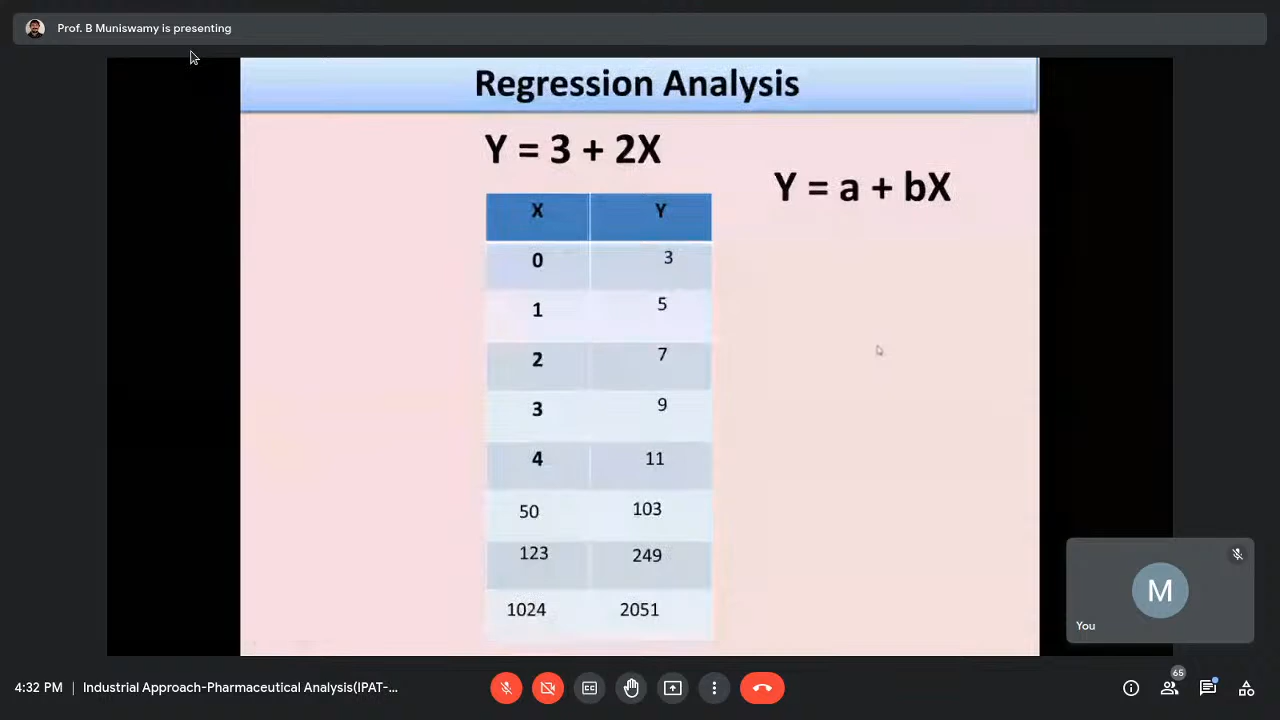 Prof. B Muniswamy is presenting
Regression Analysis
Y = 3 + 2X
Y = a + bX
X Y
0 3
1 5
2 7
3 9
4 11
50 103
123 249
1024 2051
M
You
4:32 PM | Industrial Approach-Pharmaceutical Analysis(IPAT-...
CC
65